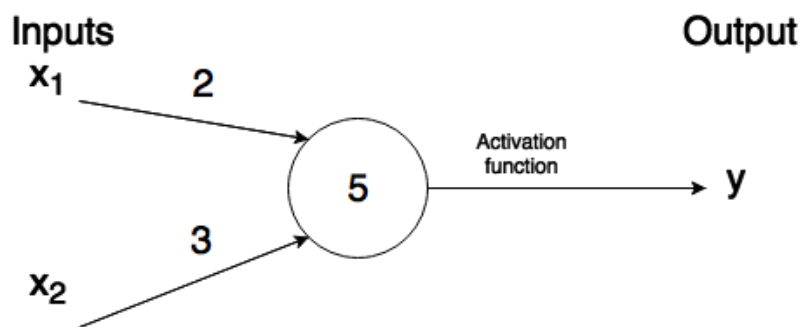 Inputs
Output
x1
2
Activation
function
5
y
3
x2